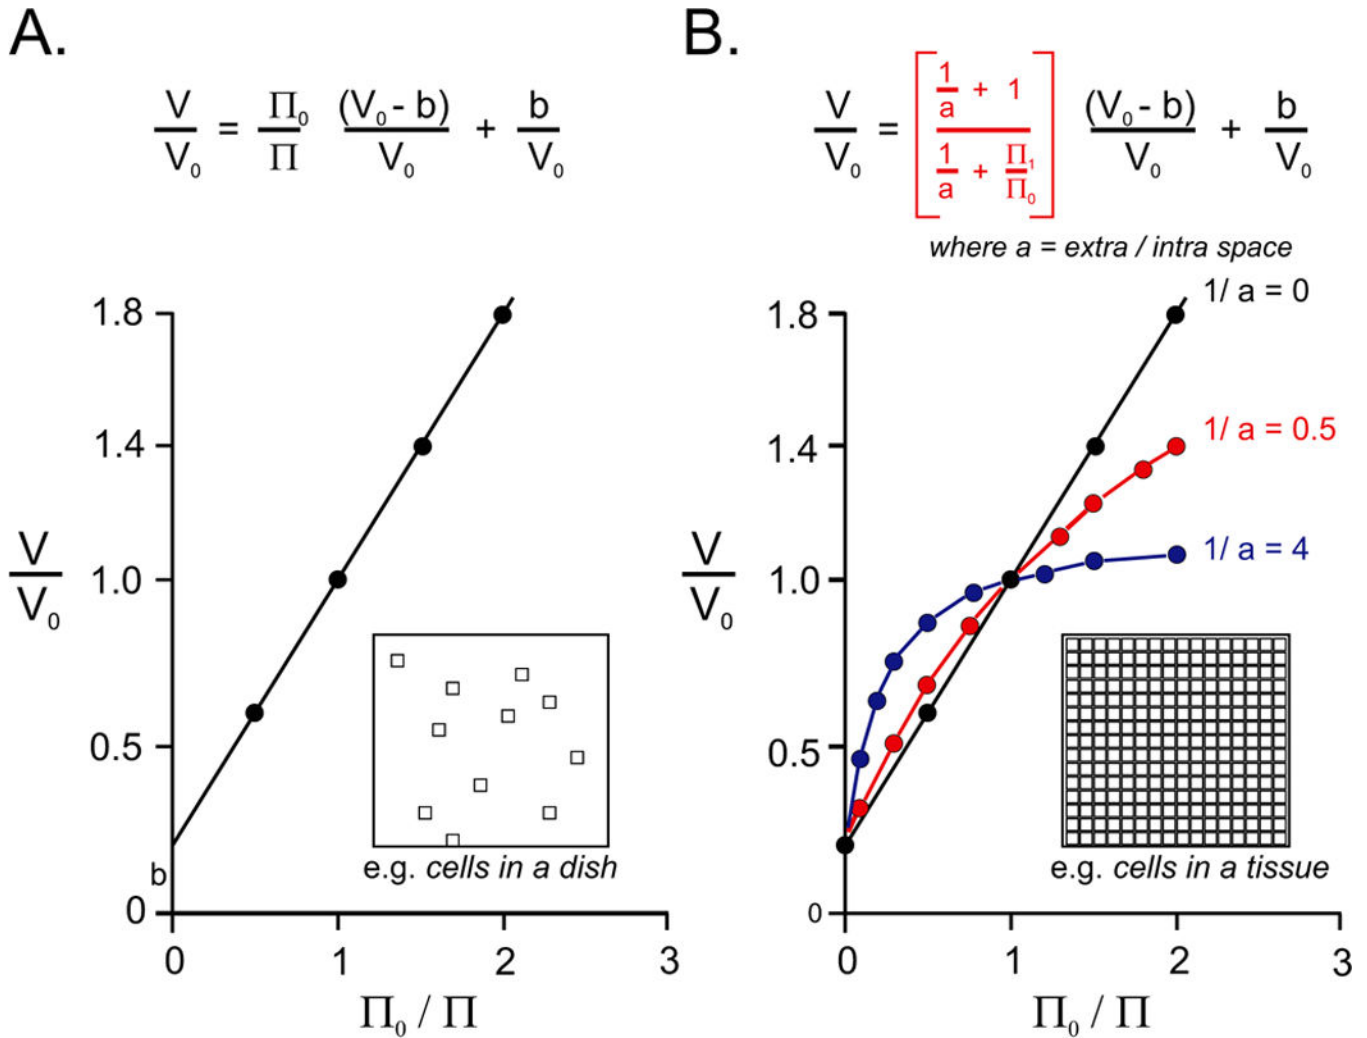 A.
V/V₀ = Π₀/Π (V₀ - b)/V₀ + b/V₀
1.8
1.4
1.0
0.5
0
V/V₀
b
e.g. cells in a dish
0 1 2 3
Π₀ / Π
B.
V/V₀ = [(1/a + 1)/(1/a + Π₁/Π₀)] (V₀ - b)/V₀ + b/V₀
where a = extra / intra space
1/ a = 0
1/ a = 0.5
1/ a = 4
1.8
1.4
1.0
0.5
0
V/V₀
e.g. cells in a tissue
0 1 2 3
Π₀ / Π